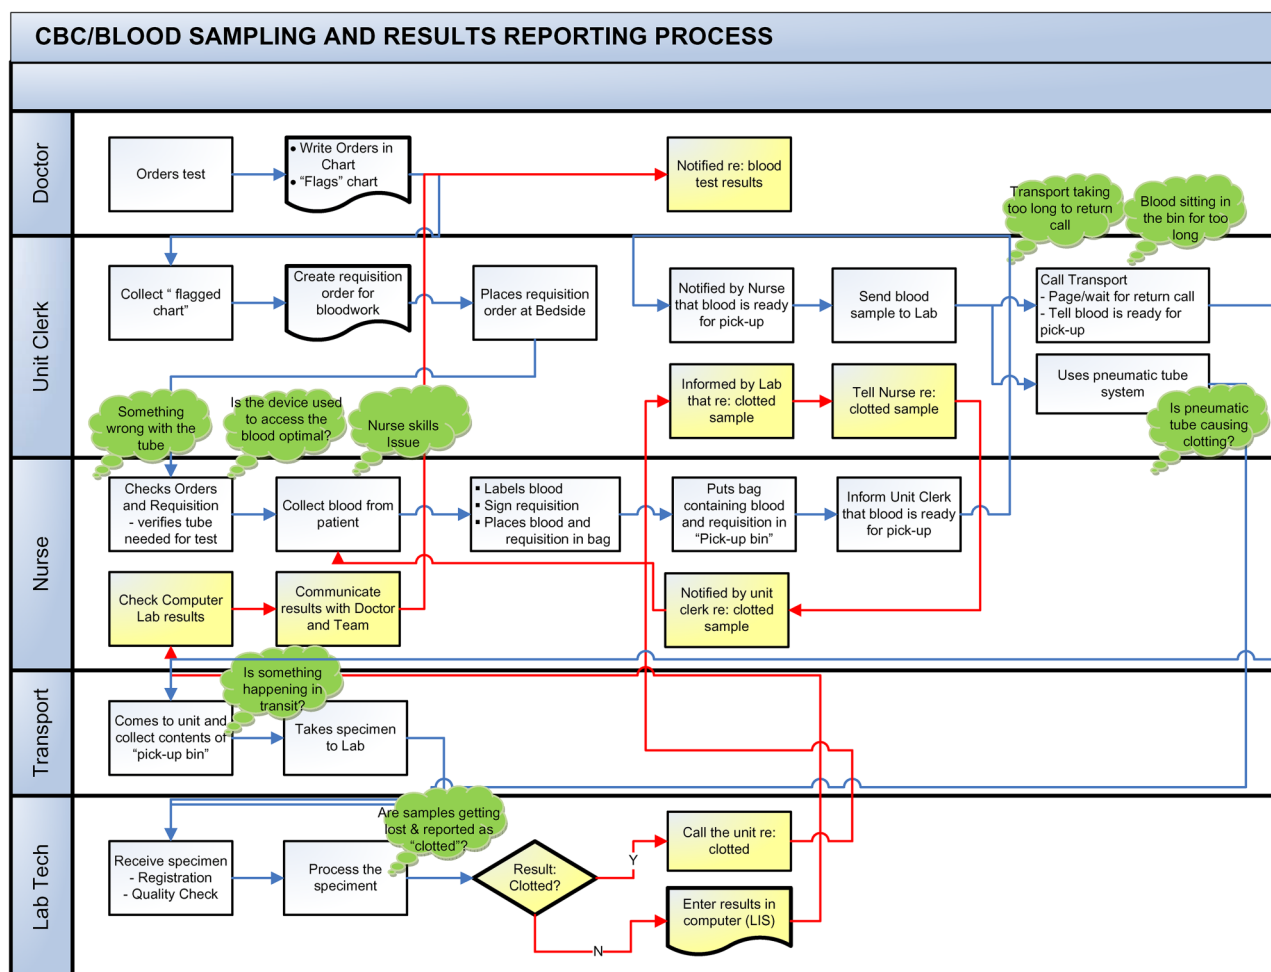 CBC/BLOOD SAMPLING AND RESULTS REPORTING PROCESS
Doctor
Orders test
• Write Orders in
Chart
• “Flags” chart
Notified re: blood
test results
Transport taking
too long to return
call
Blood sitting in
the bin for too
long
Unit Clerk
Collect “ flagged
chart”
Create requisition
order for
bloodwork
Places requisition
order at Bedside
Notified by Nurse
that blood is ready
for pick-up
Send blood
sample to Lab
Call Transport
- Page/wait for return call
- Tell blood is ready for
pick-up
Informed by Lab
that re: clotted
sample
Tell Nurse re:
clotted sample
Uses pneumatic tube
system
Something
wrong with the
tube
Is the device used
to access the
blood optimal?
Nurse skills
Issue
Is pneumatic
tube causing
clotting?
Nurse
Checks Orders
and Requisition
- verifies tube
needed for test
Collect blood from
patient
▪ Labels blood
▪ Sign requisition
▪ Places blood and
requisition in bag
Puts bag
containing blood
and requisition in
“Pick-up bin”
Inform Unit Clerk
that blood is ready
for pick-up
Check Computer
Lab results
Communicate
results with Doctor
and Team
Notified by unit
clerk re: clotted
sample
Is something
happening in
transit?
Transport
Comes to unit and
collect contents of
“pick-up bin”
Takes specimen
to Lab
Are samples getting
lost & reported as
“clotted”?
Lab Tech
Receive specimen
- Registration
- Quality Check
Process the
speciment
Result:
Clotted?
Y
Call the unit re:
clotted
N
Enter results in
computer (LIS)